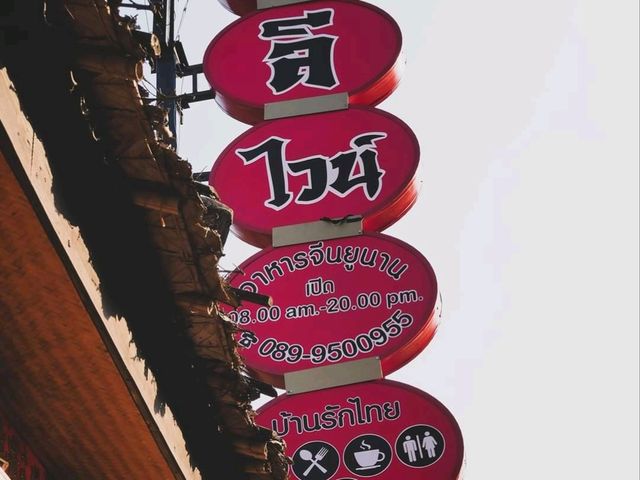 ลี
ไวน์
อาหารจีนยูนาน
เปิด
08.00 am.-20.00 pm.
☎ 089-9500955
บ้านรักไทย